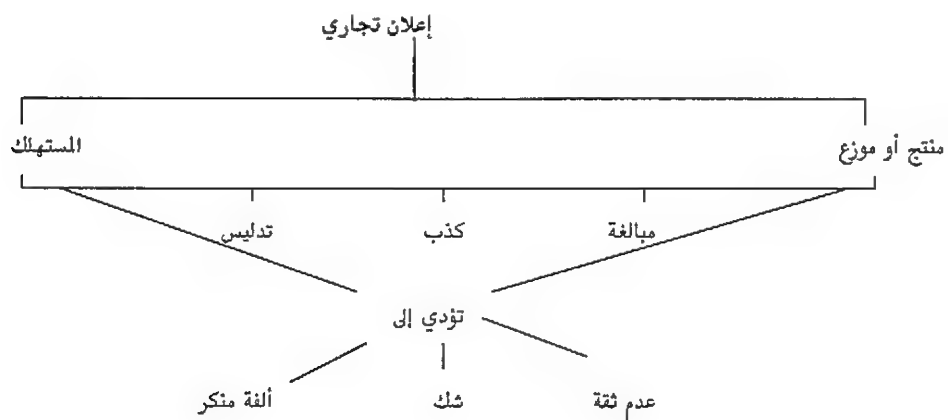 إعلان تجاري
منتج أو موزع المستهلك
مبالغة كذب تدليس
تؤدي إلى
عدم ثقة شك ألفة منكر